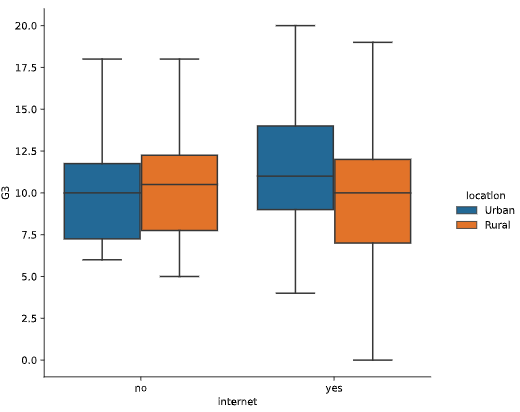 20.0
17.5
15.0
12.5
10.0
7.5
5.0
2.5
0.0
G3
no
yes
internet
location
Urban
Rural